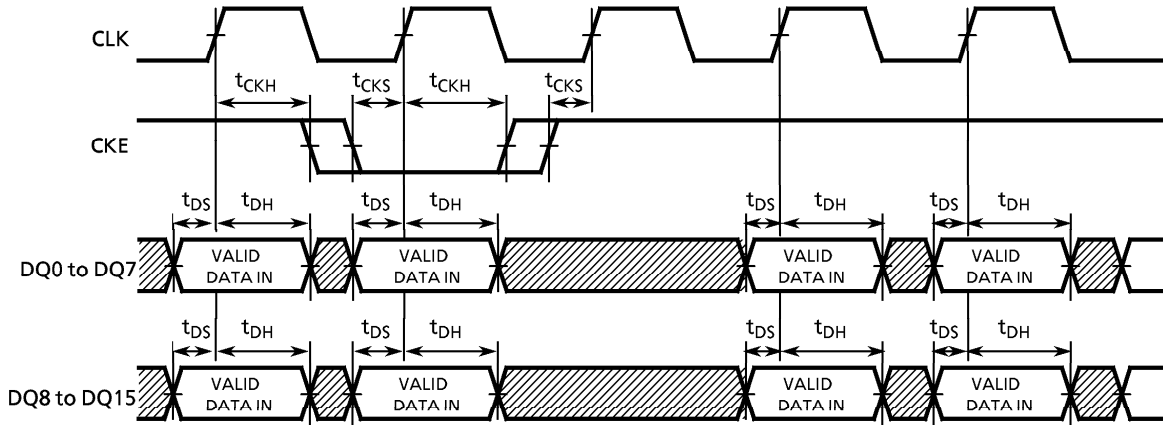 CLK
tCKH tCKS tCKH tCKS
CKE
tDS tDH tDS tDH tDS tDH tDS tDH
DQ0 to DQ7
VALID DATA IN
VALID DATA IN
VALID DATA IN
VALID DATA IN
tDS tDH tDS tDH tDS tDH tDS tDH
DQ8 to DQ15
VALID DATA IN
VALID DATA IN
VALID DATA IN
VALID DATA IN